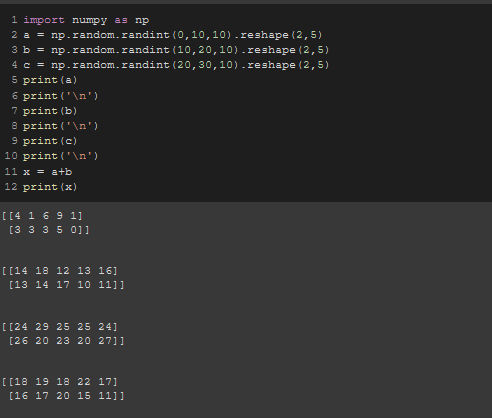 1 import numpy as np
2 a = np.random.randint(0,10,10).reshape(2,5)
3 b = np.random.randint(10,20,10).reshape(2,5)
4 c = np.random.randint(20,30,10).reshape(2,5)
5 print(a)
6 print('\n')
7 print(b)
8 print('\n')
9 print(c)
10 print('\n')
11 x = a+b
12 print(x)
[[4 1 6 9 1]
 [3 3 3 5 0]]
[[14 18 12 13 16]
 [13 14 17 10 11]]
[[24 29 25 25 24]
 [26 20 23 20 27]]
[[18 19 18 22 17]
 [16 17 20 15 11]]